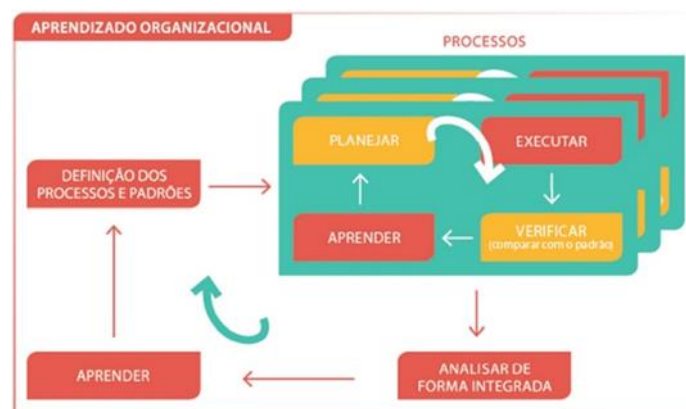 APRENDIZADO ORGANIZACIONAL
PROCESSOS
PLANEJAR
EXECUTAR
DEFINIÇÃO DOS
PROCESSOS E PADRÕES
APRENDER
VERIFICAR
(comparar com o padrão)
APRENDER
ANALISAR DE
FORMA INTEGRADA